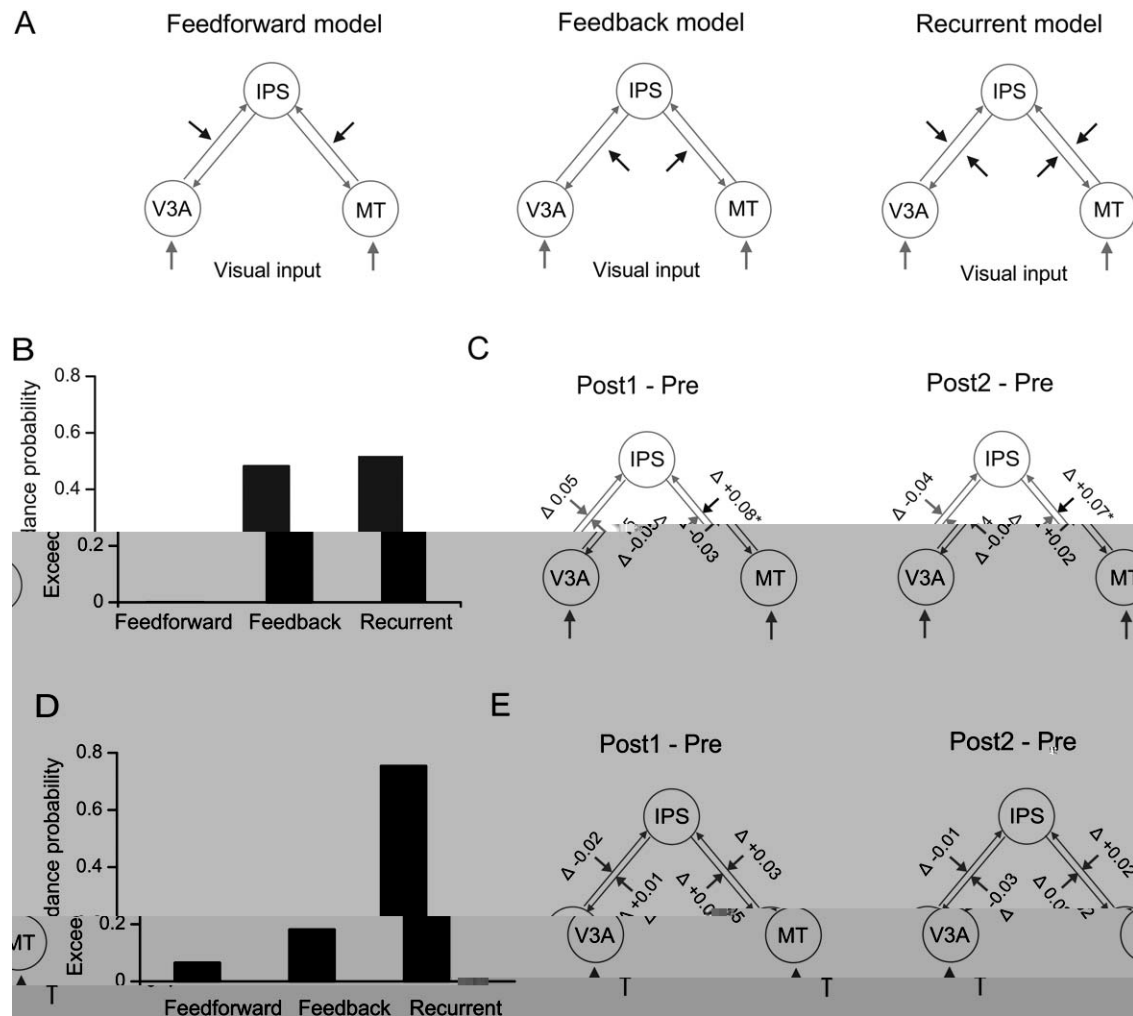 A
Feedforward model
Feedback model
Recurrent model
IPS
V3A
MT
Visual input
IPS
V3A
MT
Visual input
IPS
V3A
MT
Visual input
B
0.8
0.6
0.4
0.2
0
dance probability
Feedforward
Feedback
Recurrent
C
Post1 - Pre
IPS
Δ 0.05
Δ +0.08*
-0.03
V3A
MT
Post2 - Pre
IPS
Δ -0.04
Δ +0.07*
+0.02
V3A
MT
D
0.8
0.6
0.4
0.2
0
dance probability
Feedforward
Feedback
Recurrent
E
Post1 - Pre
IPS
Δ -0.02
Δ +0.03
Δ +0.01
V3A
MT
Post2 - Pre
IPS
Δ -0.01
Δ +0.02
-0.03
V3A
MT